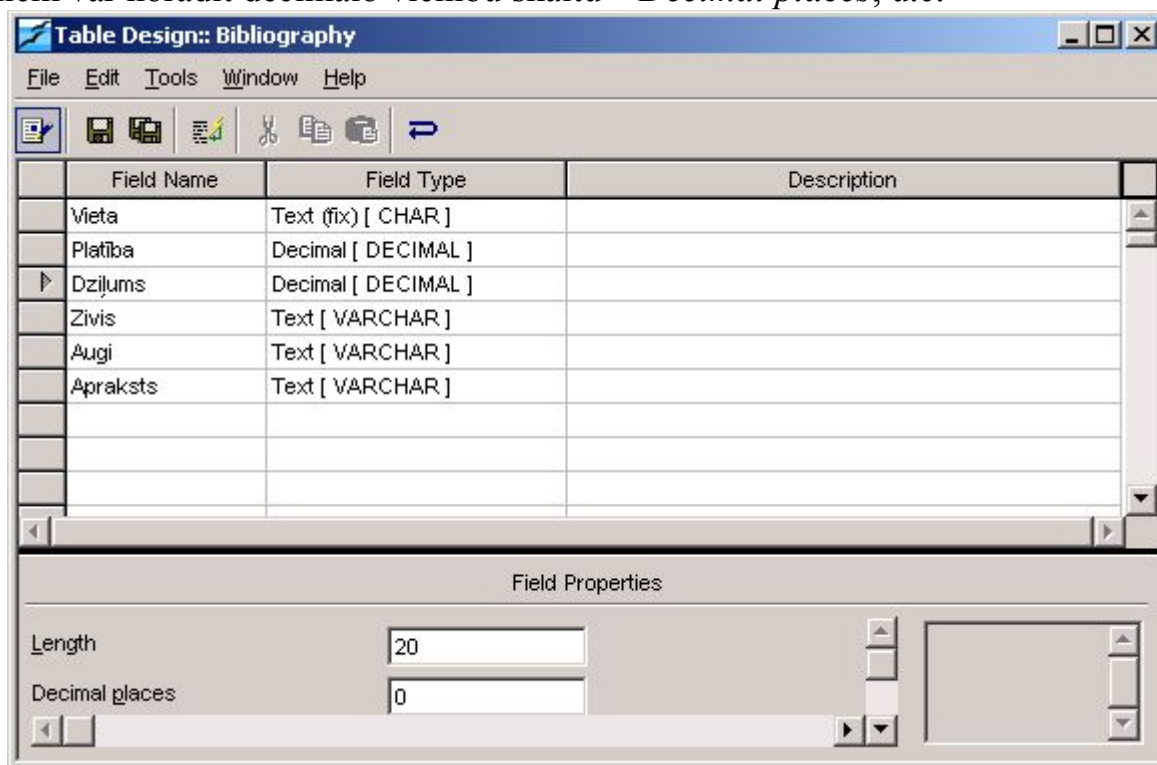 Table Design:: Bibliography
File Edit Tools Window Help
Field Name Field Type Description
Vieta Text (fix) [ CHAR ]
Platība Decimal [ DECIMAL ]
Dziļums Decimal [ DECIMAL ]
Zivis Text [ VARCHAR ]
Augi Text [ VARCHAR ]
Apraksts Text [ VARCHAR ]
Field Properties
Length 20
Decimal places 0